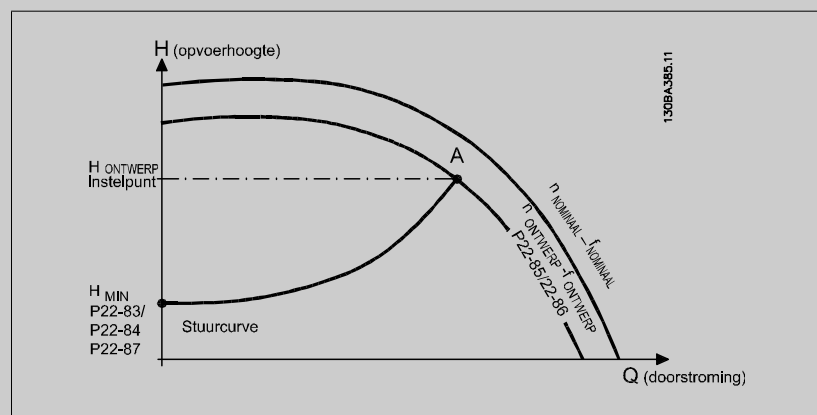 H (opvoerhoogte)
130BA385.11
A
H ONTWERP
Instelpunt
n NOMINAAL –f NOMINAAL
n ONTWERP -f ONTWERP
P22-85/22-86
H MIN
P22-83/
P22-84
P22-87
Stuurcurve
Q (doorstroming)